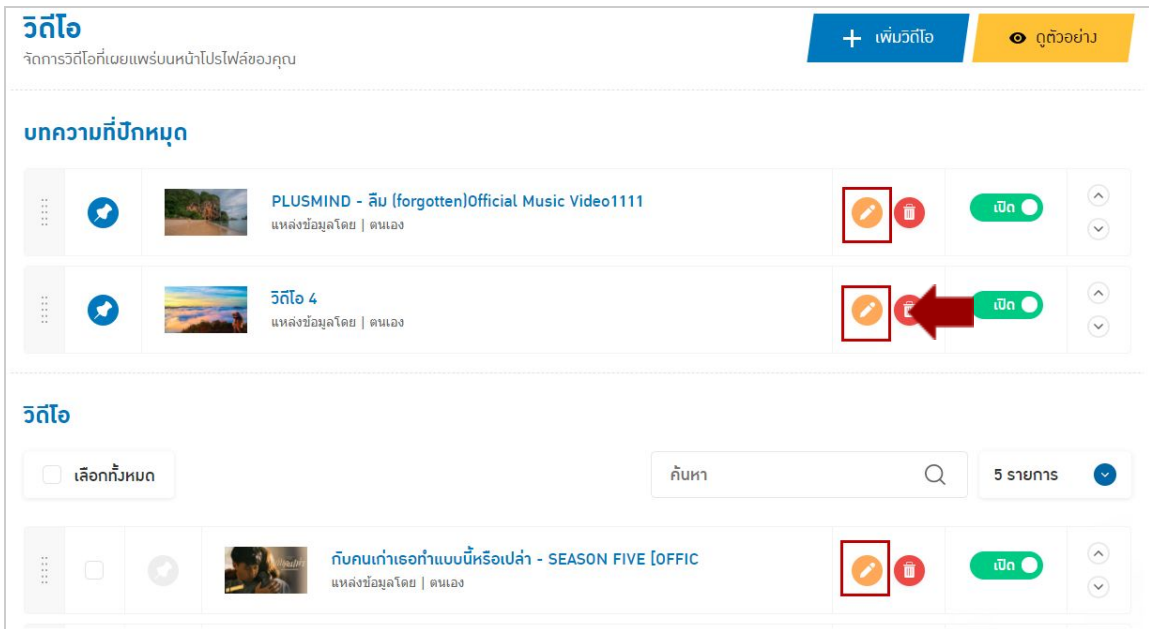 วิดีโอ
จัดการวิดีโอที่เผยแพร่บนหน้าโปรไฟล์ของคุณ
+ เพิ่มวิดีโอ
ดูตัวอย่าง
บทความที่ปักหมุด
PLUSMIND - ลืม (forgotten)Official Music Video1111
แหล่งข้อมูลโดย | ตนเอง
เปิด
วิดีโอ 4
แหล่งข้อมูลโดย | ตนเอง
เปิด
วิดีโอ
เลือกทั้งหมด
ค้นหา
5 รายการ
กับคนเก่าเธอทำแบบนี้หรือเปล่า - SEASON FIVE [OFFIC
แหล่งข้อมูลโดย | ตนเอง
เปิด